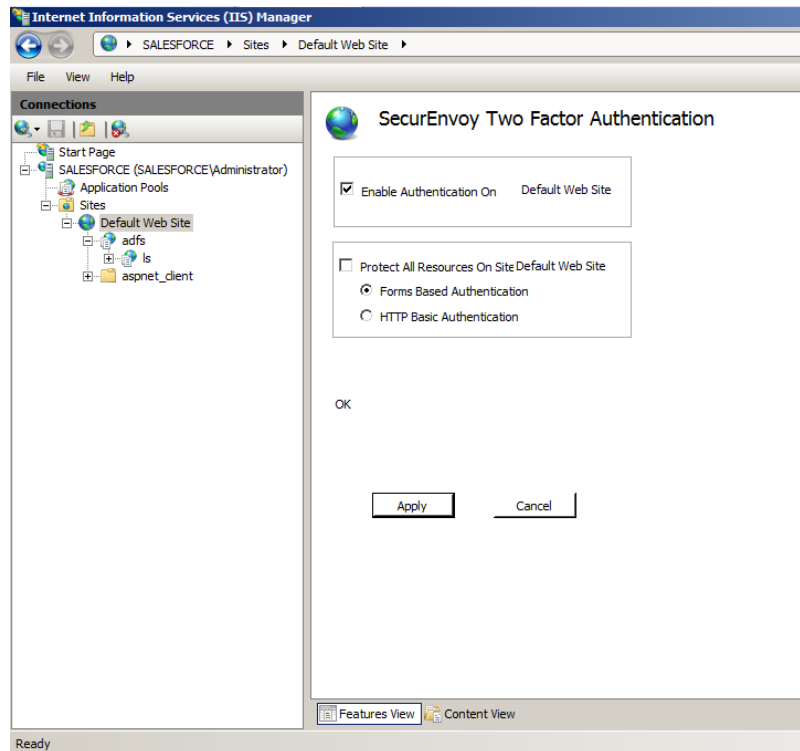 Internet Information Services (IIS) Manager
SALESFORCE Sites Default Web Site
File View Help
Connections
Start Page
SALESFORCE (SALESFORCE\Administrator)
Application Pools
Sites
Default Web Site
adfs
ls
aspnet_client
SecurEnvoy Two Factor Authentication
Enable Authentication On Default Web Site
Protect All Resources On Site Default Web Site
Forms Based Authentication
HTTP Basic Authentication
OK
Apply Cancel
Features View Content View
Ready